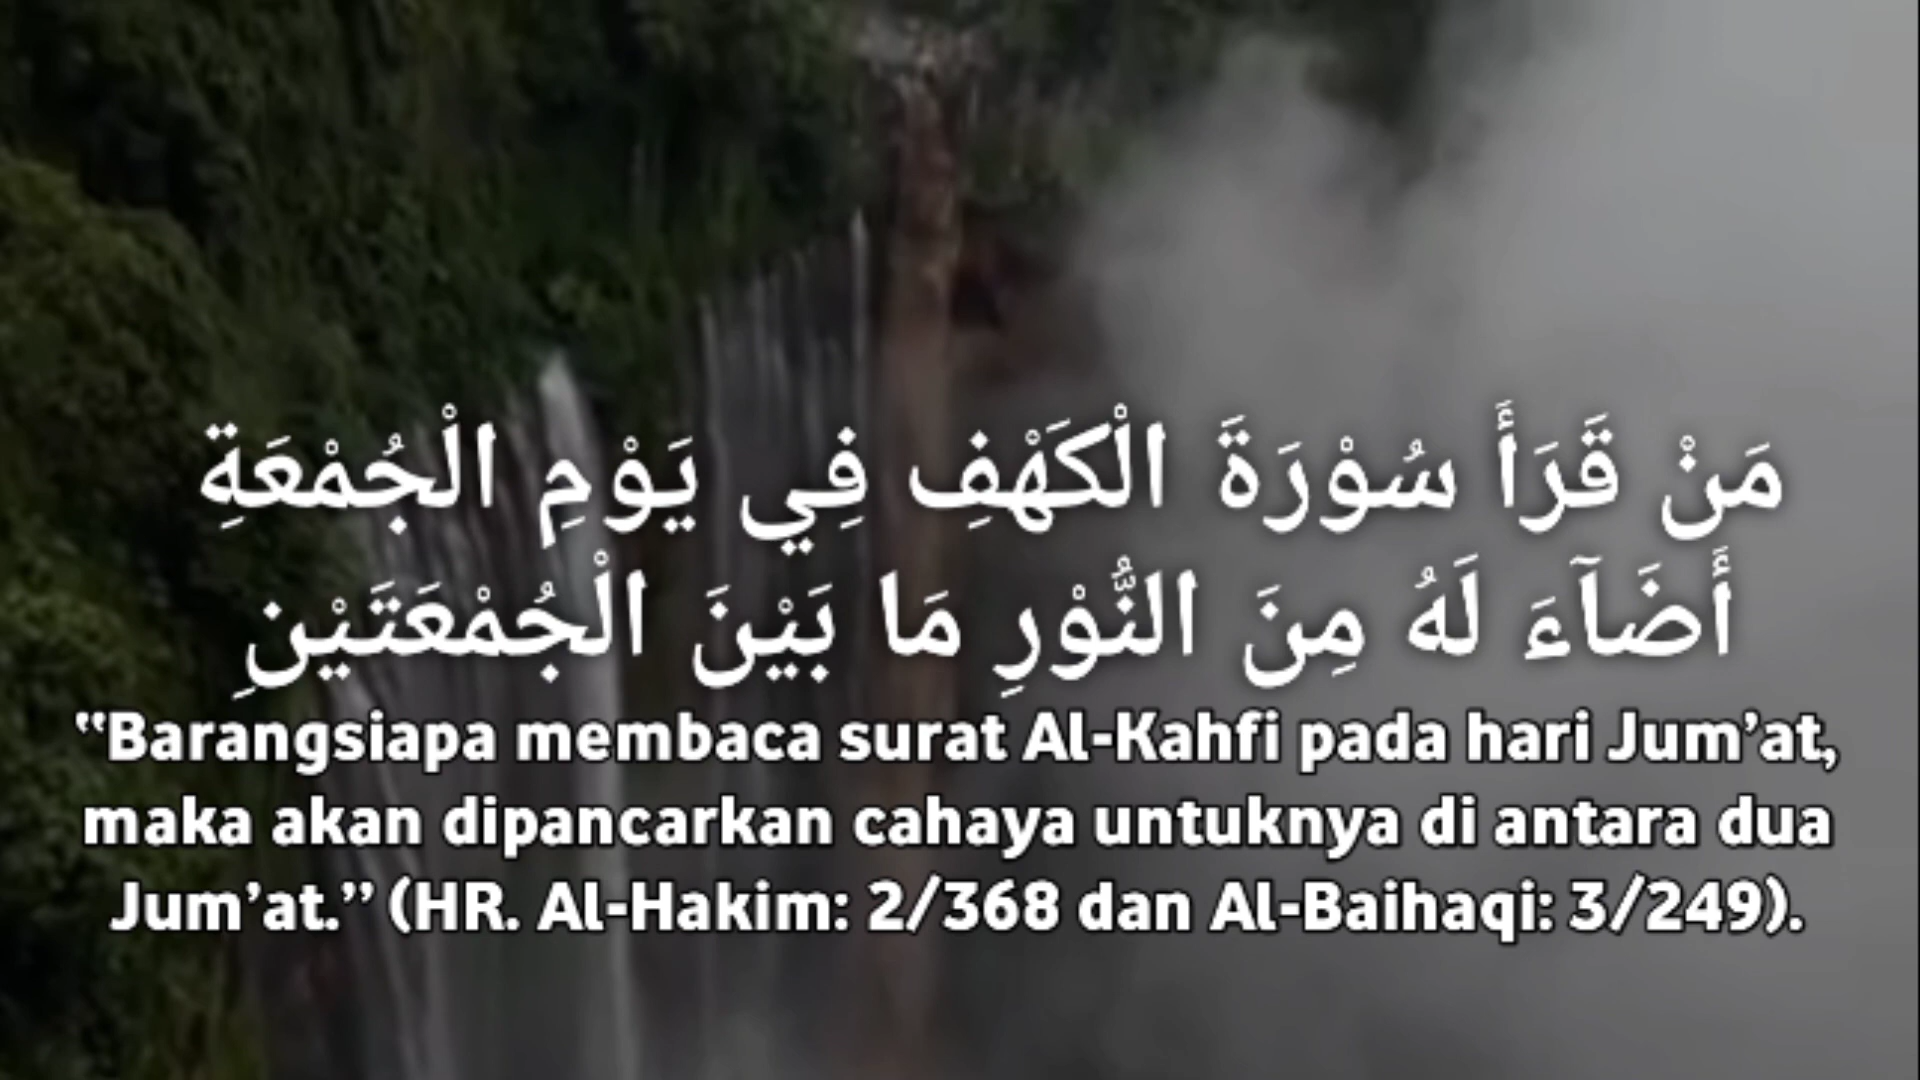 مَنْ قَرَأَ سُوْرَةَ الْكَهْفِ فِي يَوْمِ الْجُمْعَةِ
أَضَآءَ لَهُ مِنَ النُّوْرِ مَا بَيْنَ الْجُمْعَتَيْنِ
“Barangsiapa membaca surat Al-Kahfi pada hari Jum’at,
maka akan dipancarkan cahaya untuknya di antara dua
Jum’at.” (HR. Al-Hakim: 2/368 dan Al-Baihaqi: 3/249).